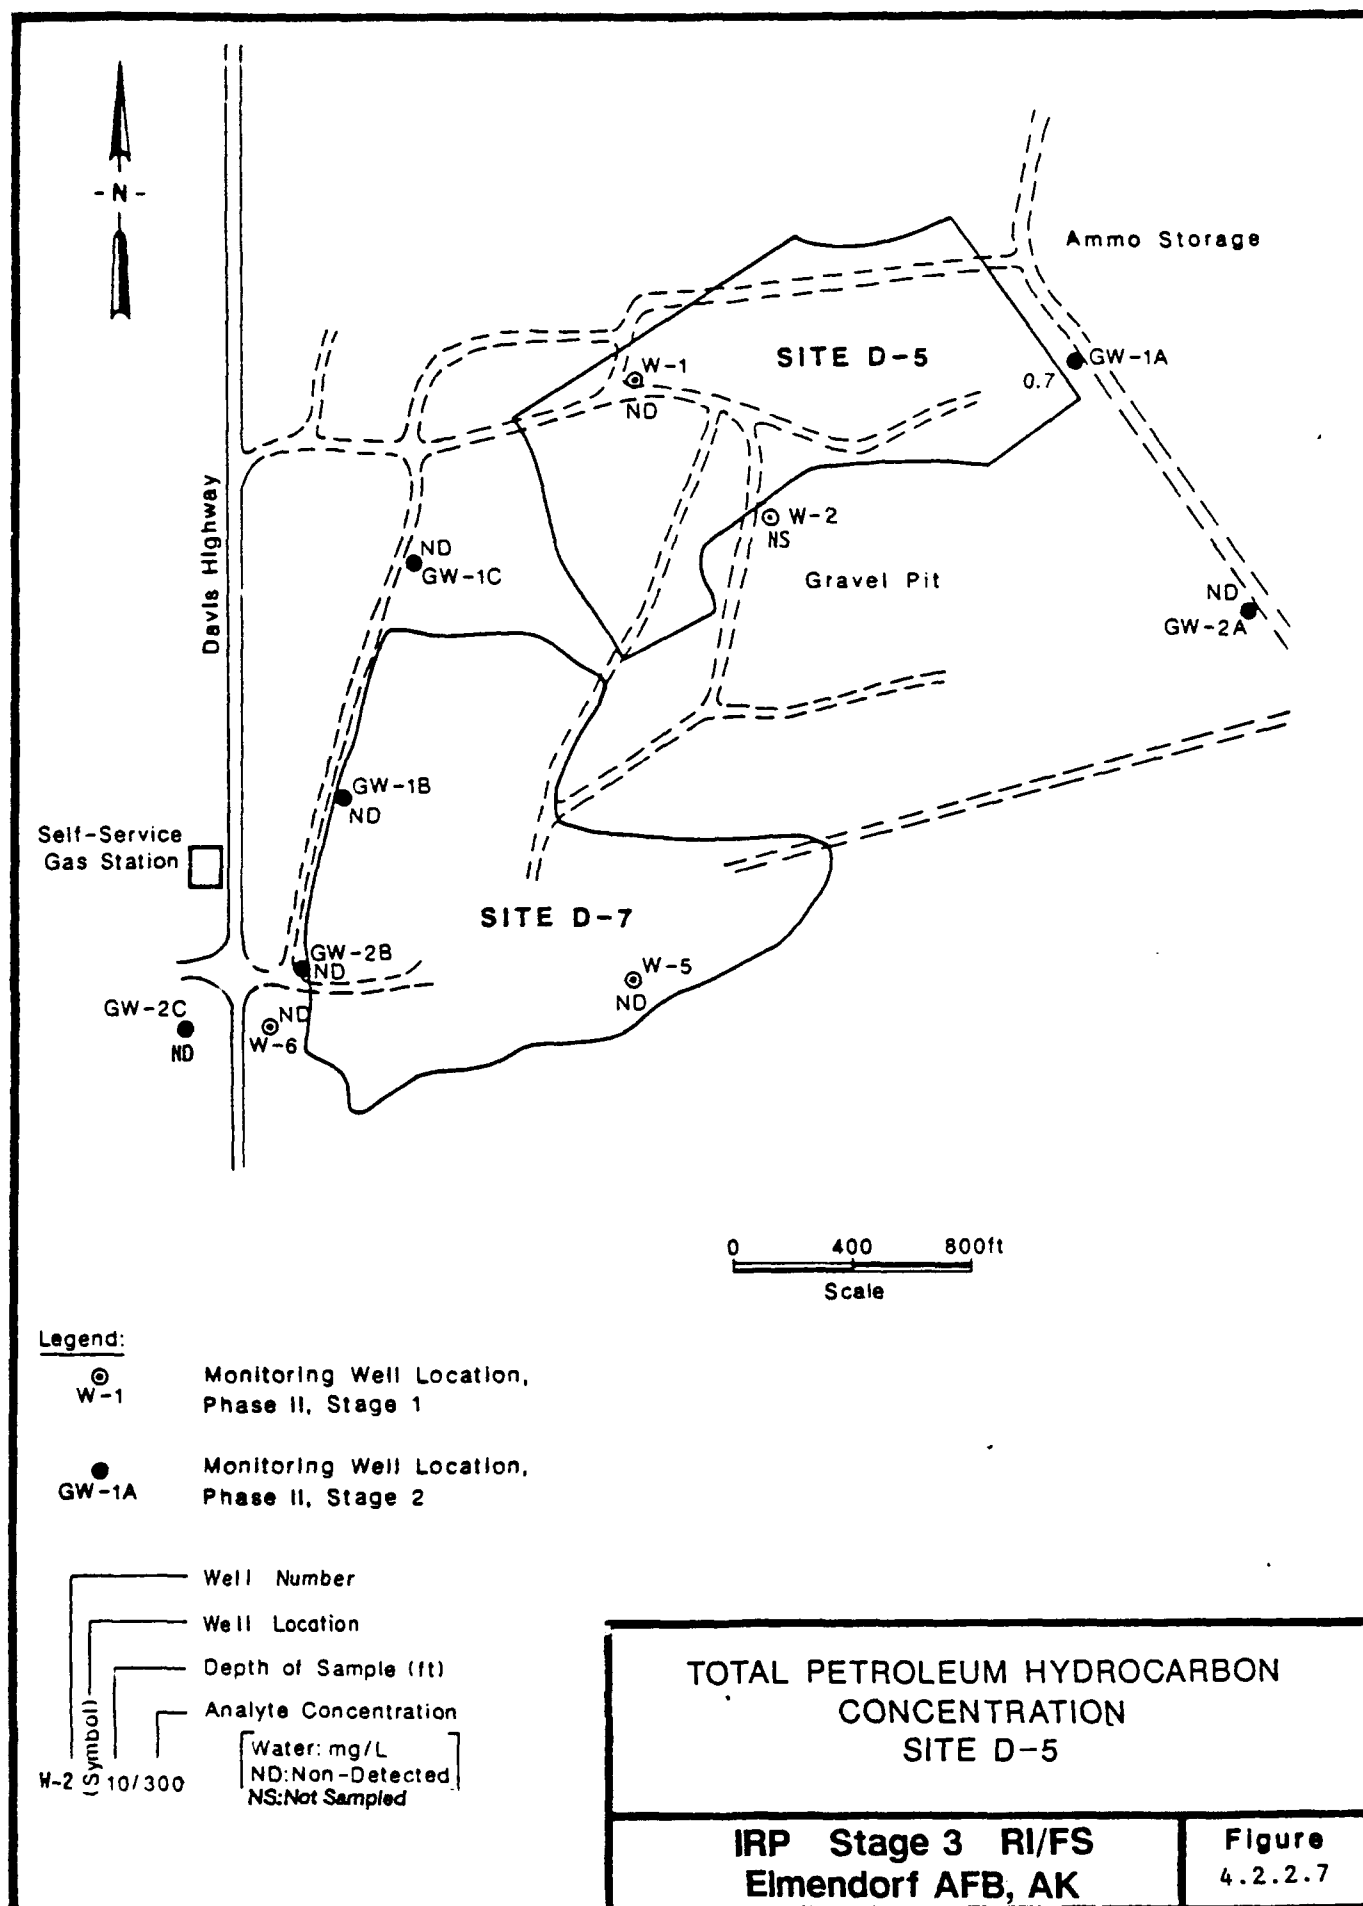 - N -
Ammo Storage
SITE D-5
GW-1A
0.7
W-1
ND
Davis Highway
W-2
NS
ND
GW-1C
Gravel Pit
ND
GW-2A
GW-1B
ND
Self-Service
Gas Station
SITE D-7
GW-2B
ND
W-5
ND
GW-2C
ND
ND
W-6
0 400 800ft
Scale
Legend:
W-1
Monitoring Well Location,
Phase II, Stage 1
GW-1A
Monitoring Well Location,
Phase II, Stage 2
Well Number
Well Location
Depth of Sample (ft)
Analyte Concentration
Water: mg/L
ND:Non-Detected
NS:Not Sampled
W-2 (Symbol) 10/300
TOTAL PETROLEUM HYDROCARBON
CONCENTRATION
SITE D-5
IRP Stage 3 RI/FS
Elmendorf AFB, AK
Figure
4.2.2.7